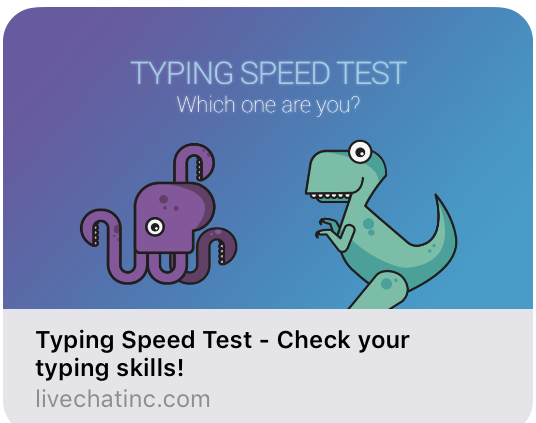 TYPING SPEED TEST
Which one are you?
Typing Speed Test - Check your
typing skills!
livechatinc.com